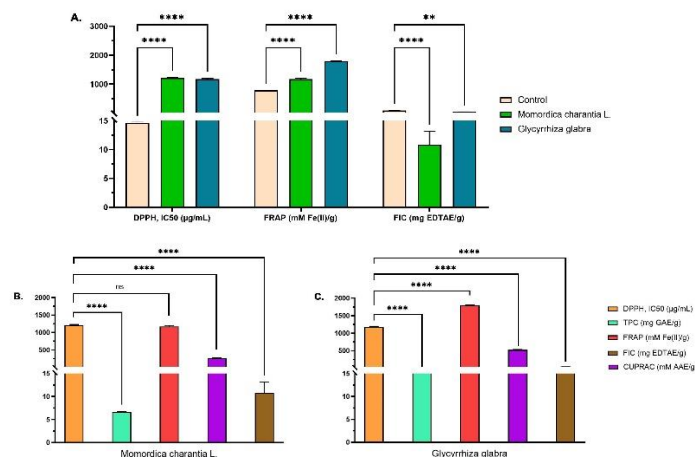 A.
**** **** **
**** **** ****
3000
2000
1000
15
10
5
0
DPPH, IC50 (µg/mL) FRAP (mM Fe(II)/g) FIC (mg EDTAE/g)
Control
Momordica charantia L.
Glycyrrhiza glabra
B.
****
****
ns
****
2000
1500
1000
500
15
10
5
0
Momordica charantia L.
C.
****
****
****
****
2000
1500
1000
500
15
10
5
0
Glycyrrhiza glabra
DPPH, IC50 (µg/mL)
TPC (mg GAE/g)
FRAP (mM Fe(II)/g)
FIC (mg EDTAE/g)
CUPRAC (mM AAE/g